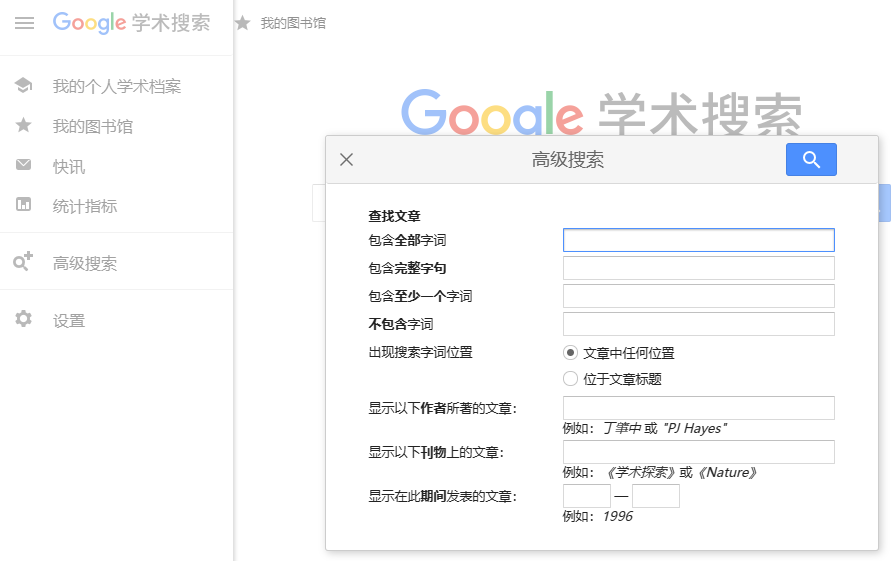 Google 学术搜索
我的图书馆
我的个人学术档案
我的图书馆
快讯
统计指标
高级搜索
设置
Google 学术搜索
高级搜索
查找文章
包含全部字词
包含完整字句
包含至少一个字词
不包含字词
出现搜索字词位置
文章中任何位置
位于文章标题
显示以下作者所著的文章：
例如：丁肇中 或 "PJ Hayes"
显示以下刊物上的文章：
例如：《学术探索》或《Nature》
显示在此期间发表的文章：
—
例如：1996